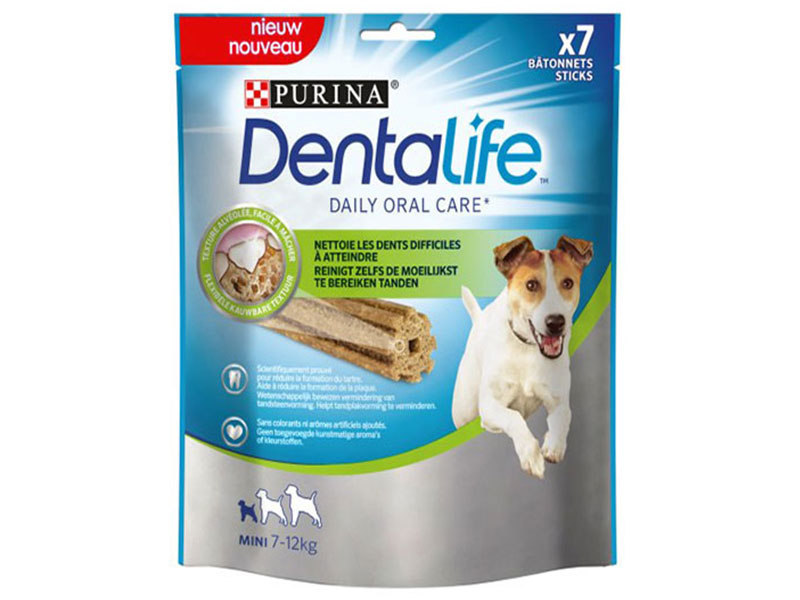 nieuw
nouveau
x7
BÂTONNETS
STICKS
PURINA®
Dentalife™
DAILY ORAL CARE*
TEXTURE ALVÉOLÉE, FACILE À MÂCHER
FLEXIBELE KAUWBARE TEXTUUR
NETTOIE LES DENTS DIFFICILES
À ATTEINDRE
REINIGT ZELFS DE MOEILIJKST
TE BEREIKEN TANDEN
Scientifiquement prouvé
pour réduire la formation du tartre.
Aide à réduire la formation de la plaque.
Wetenschappelijk bewezen vermindering van
tandsteenvorming. Helpt tandplakvorming te verminderen.
Sans colorants ni arômes artificiels ajoutés.
Geen toegevoegde kunstmatige aroma's
of kleurstoffen.
MINI 7-12kg